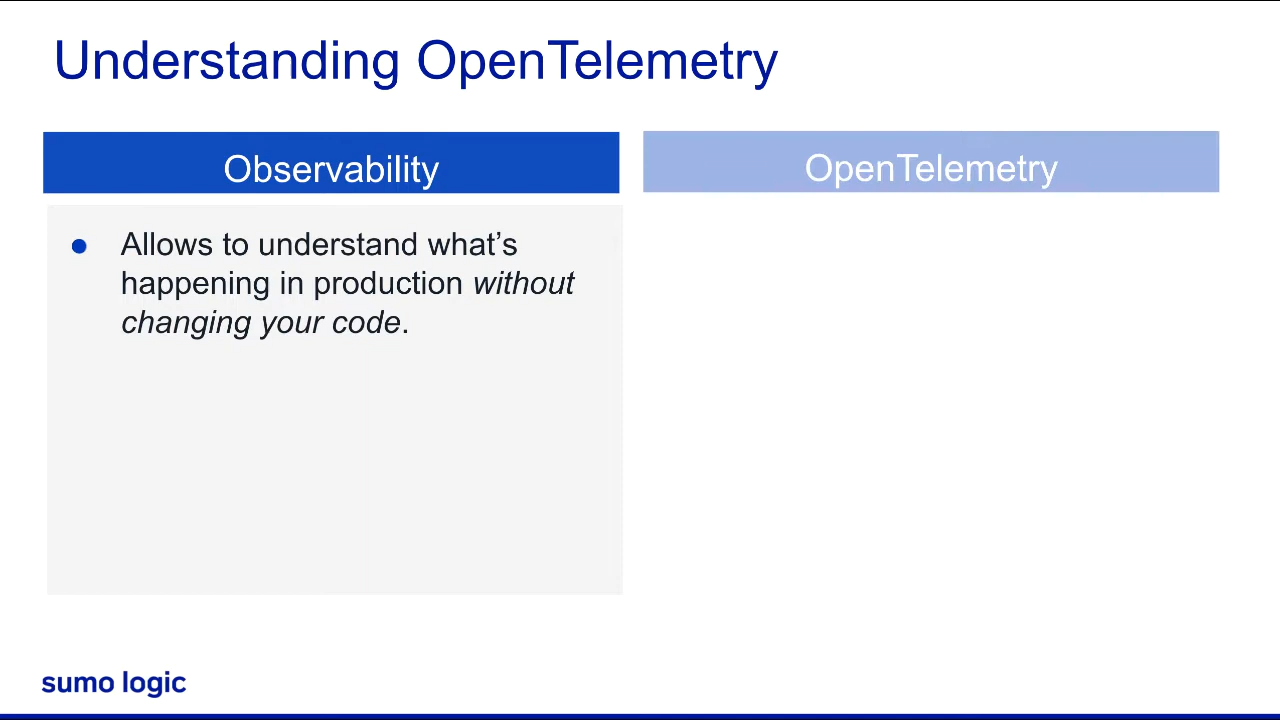 Understanding OpenTelemetry
Observability
OpenTelemetry
● Allows to understand what’s
happening in production without
changing your code.
sumo logic